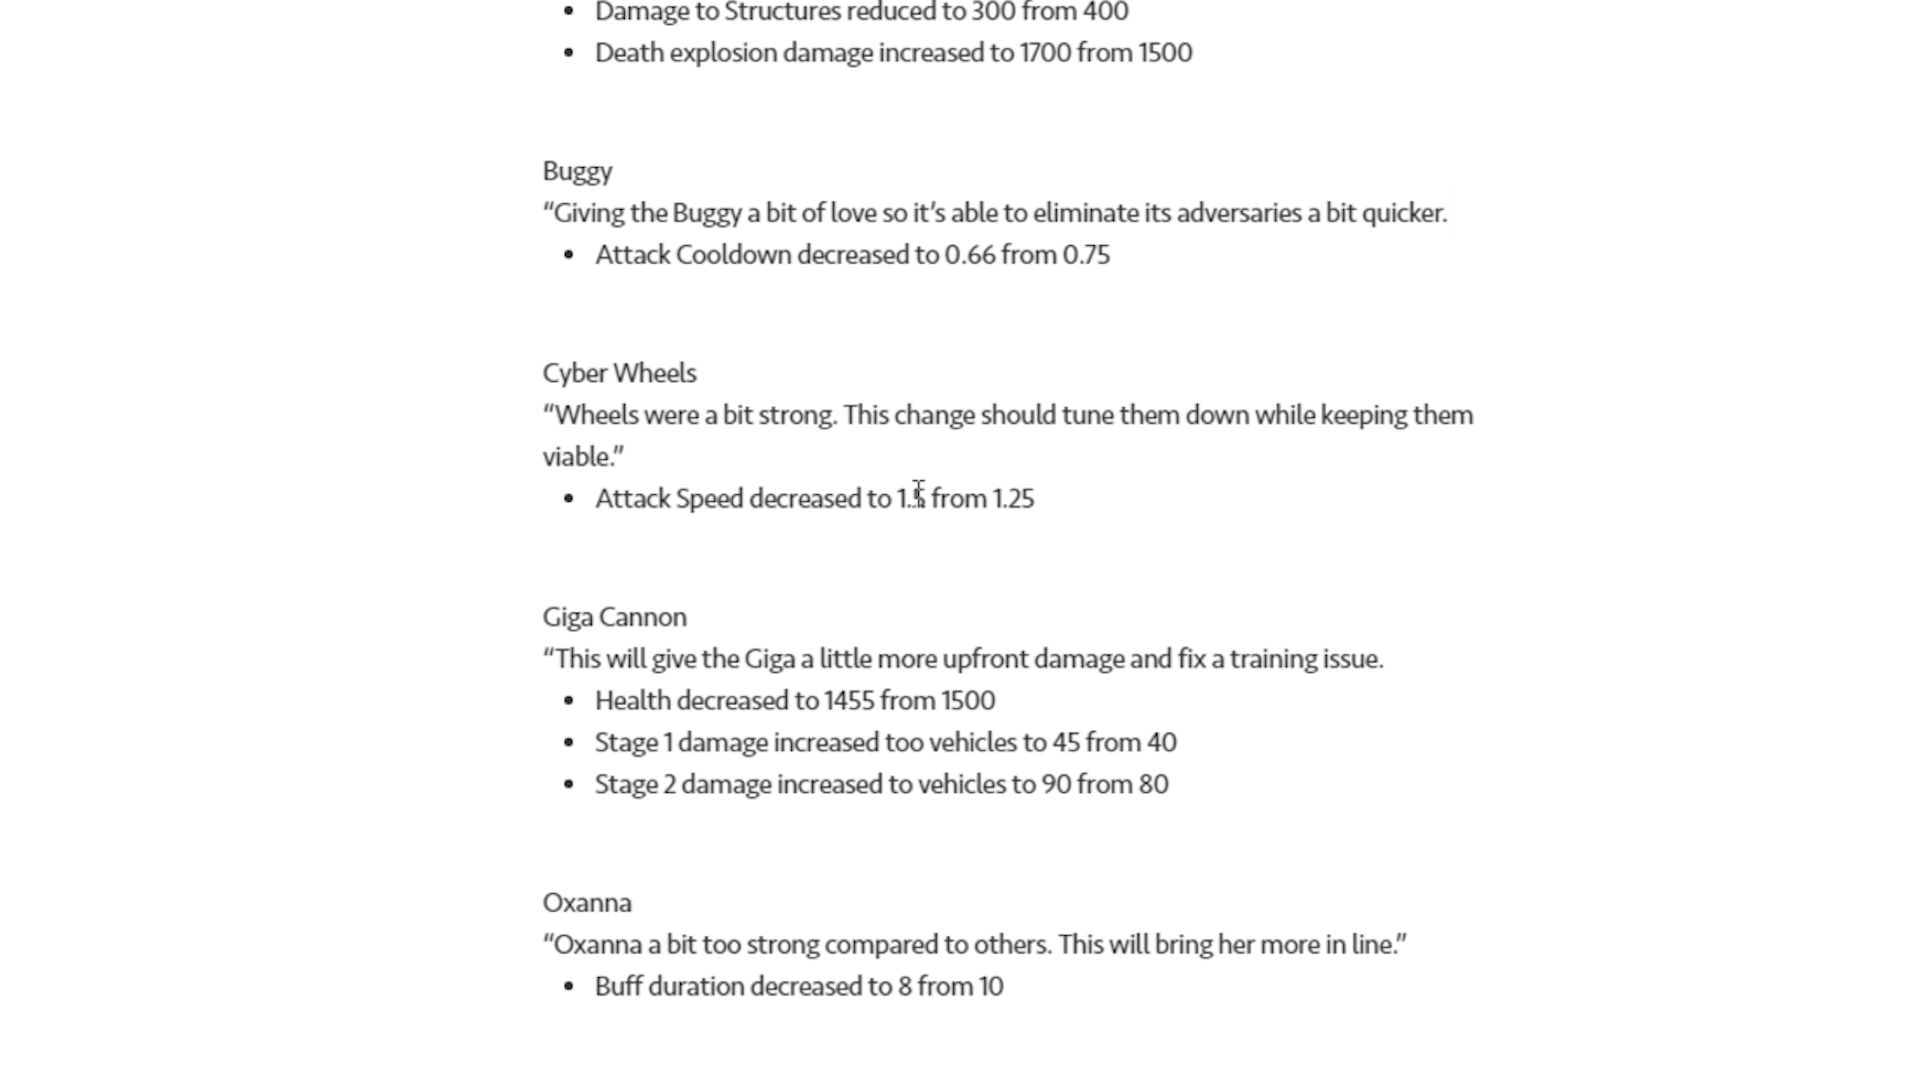 • Damage to Structures reduced to 300 from 400
• Death explosion damage increased to 1700 from 1500
Buggy
“Giving the Buggy a bit of love so it’s able to eliminate its adversaries a bit quicker.
• Attack Cooldown decreased to 0.66 from 0.75
Cyber Wheels
“Wheels were a bit strong. This change should tune them down while keeping them
viable.”
• Attack Speed decreased to from 1.25
Giga Cannon
“This will give the Giga a little more upfront damage and fix a training issue.
• Health decreased to 1455 from 1500
• Stage 1 damage increased too vehicles to 45 from 40
• Stage 2 damage increased to vehicles to 90 from 80
Oxanna
“Oxanna a bit too strong compared to others. This will bring her more in line.”
• Buff duration decreased to 8 from 10